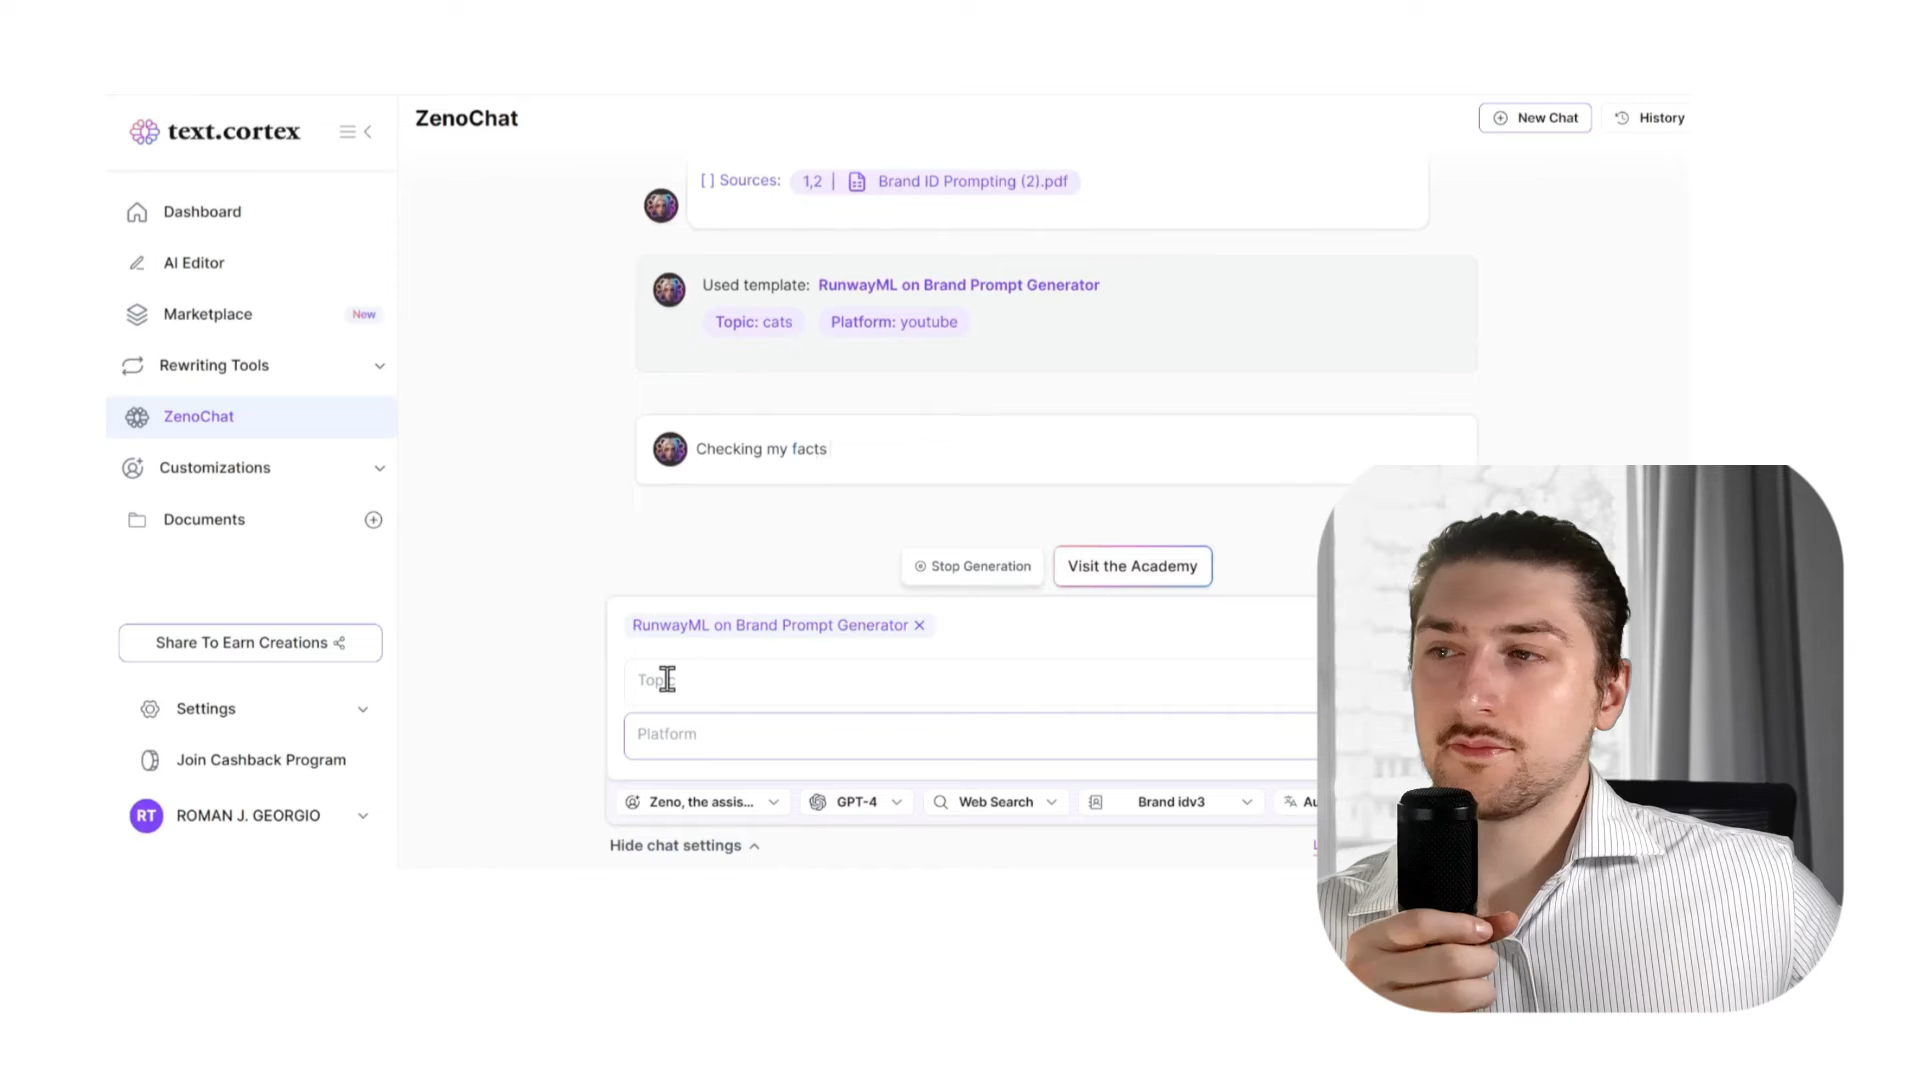 text.cortex
Dashboard
AI Editor
Marketplace New
Rewriting Tools
ZenoChat
Customizations
Documents
Share To Earn Creations
Settings
Join Cashback Program
RT ROMAN J. GEORGIO
ZenoChat
New Chat History
[ ] Sources: 1,2 | Brand ID Prompting (2).pdf
Used template: RunwayML on Brand Prompt Generator
Topic: cats Platform: youtube
Checking my facts
Stop Generation Visit the Academy
RunwayML on Brand Prompt Generator ✕
Topic
Platform
Zeno, the assis... GPT-4 Web Search Brand idv3
Hide chat settings